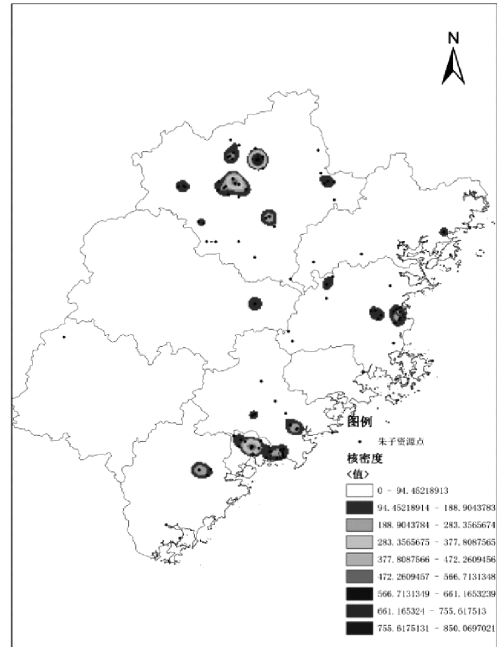 N
图例
朱子资源点
核密度
<值>
0 - 94.45218913
94.45218914 - 188.9043783
188.9043784 - 283.3565674
283.3565675 - 377.8087565
377.8087566 - 472.2609456
472.2609457 - 566.7131348
566.7131349 - 661.1653239
661.165324 - 755.617513
755.6175131 - 850.0697021